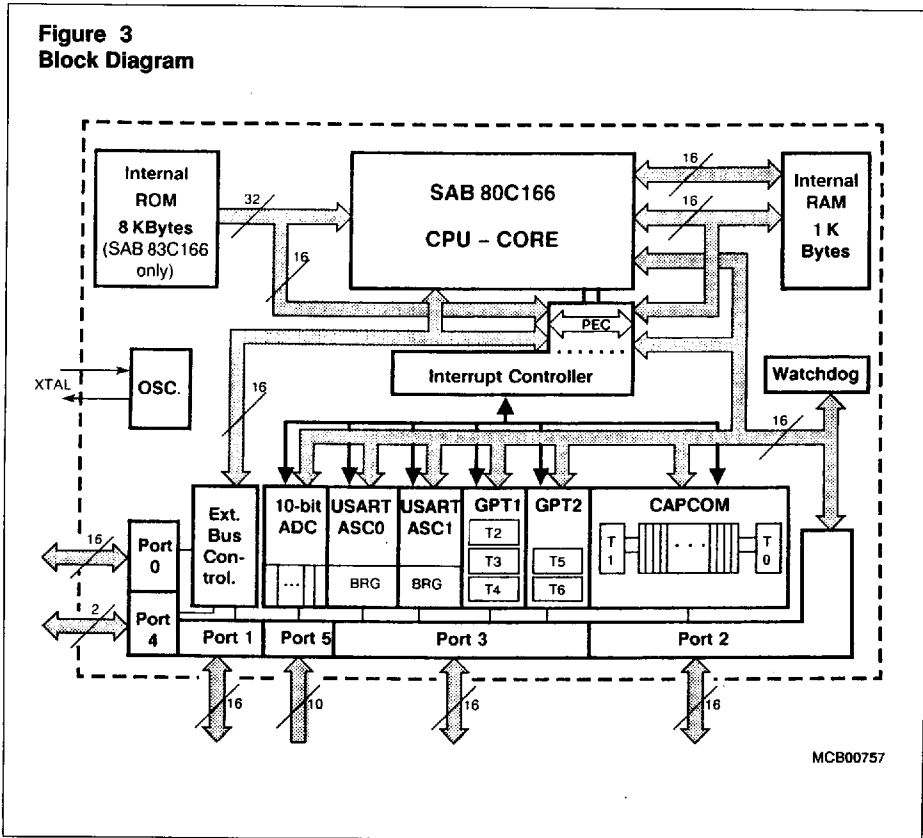 Figure 3
Block Diagram
Internal
ROM
8 KBytes
(SAB 83C166
only)
32
16
SAB 80C166
CPU – CORE
16
16
Internal
RAM
1 K
Bytes
PEC
......
Interrupt Controller
XTAL
OSC.
16
Watchdog
16
Ext.
Bus
Con-
trol.
10-bit
ADC
...
USART
ASC0
BRG
USART
ASC1
BRG
GPT1
T2
T3
T4
GPT2
T5
T6
CAPCOM
T
1
...
T
0
16
Port
0
2
Port
4
Port 1
Port 5
Port 3
Port 2
16
10
16
16
MCB00757